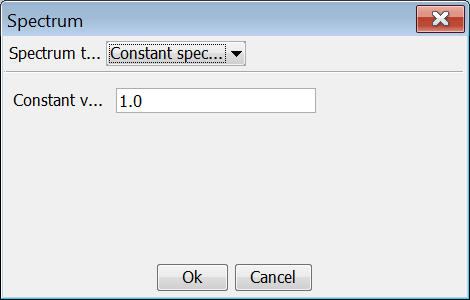 Spectrum
Spectrum t... Constant spec...
Constant v... 1.0
Ok Cancel